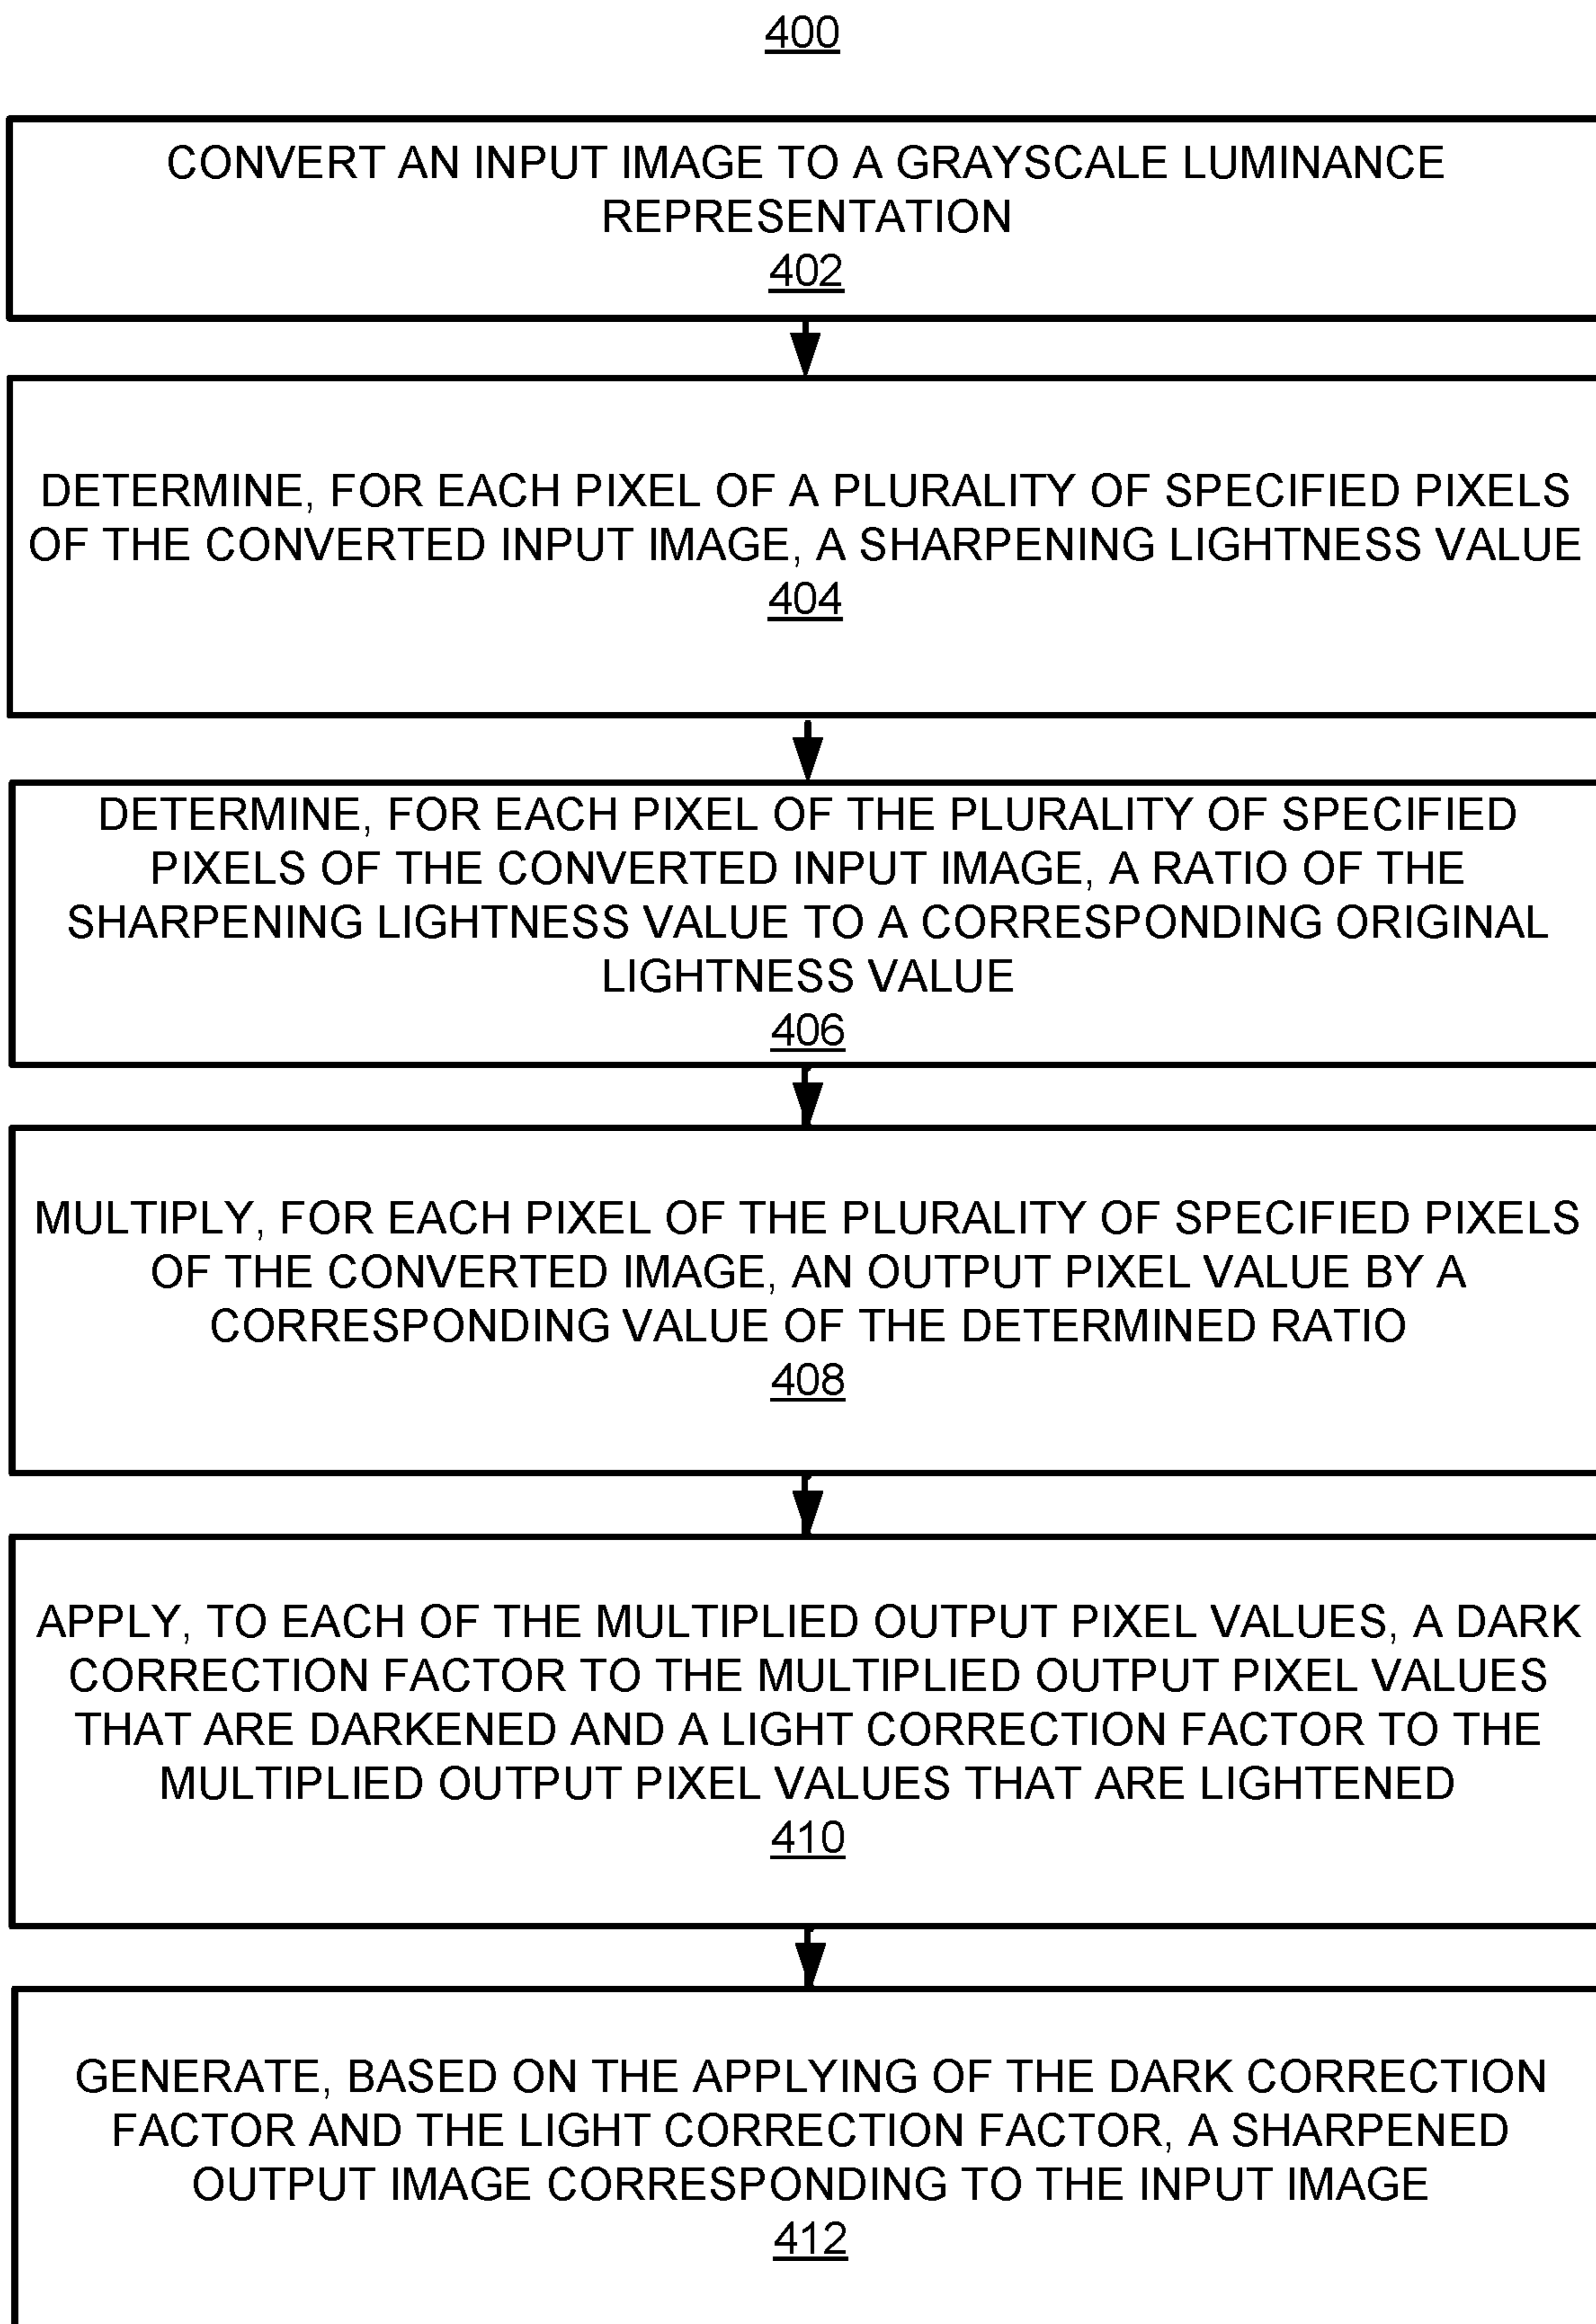 400
CONVERT AN INPUT IMAGE TO A GRAYSCALE LUMINANCE
REPRESENTATION
402
DETERMINE, FOR EACH PIXEL OF A PLURALITY OF SPECIFIED PIXELS
OF THE CONVERTED INPUT IMAGE, A SHARPENING LIGHTNESS VALUE
404
DETERMINE, FOR EACH PIXEL OF THE PLURALITY OF SPECIFIED
PIXELS OF THE CONVERTED INPUT IMAGE, A RATIO OF THE
SHARPENING LIGHTNESS VALUE TO A CORRESPONDING ORIGINAL
LIGHTNESS VALUE
406
MULTIPLY, FOR EACH PIXEL OF THE PLURALITY OF SPECIFIED PIXELS
OF THE CONVERTED IMAGE, AN OUTPUT PIXEL VALUE BY A
CORRESPONDING VALUE OF THE DETERMINED RATIO
408
APPLY, TO EACH OF THE MULTIPLIED OUTPUT PIXEL VALUES, A DARK
CORRECTION FACTOR TO THE MULTIPLIED OUTPUT PIXEL VALUES
THAT ARE DARKENED AND A LIGHT CORRECTION FACTOR TO THE
MULTIPLIED OUTPUT PIXEL VALUES THAT ARE LIGHTENED
410
GENERATE, BASED ON THE APPLYING OF THE DARK CORRECTION
FACTOR AND THE LIGHT CORRECTION FACTOR, A SHARPENED
OUTPUT IMAGE CORRESPONDING TO THE INPUT IMAGE
412